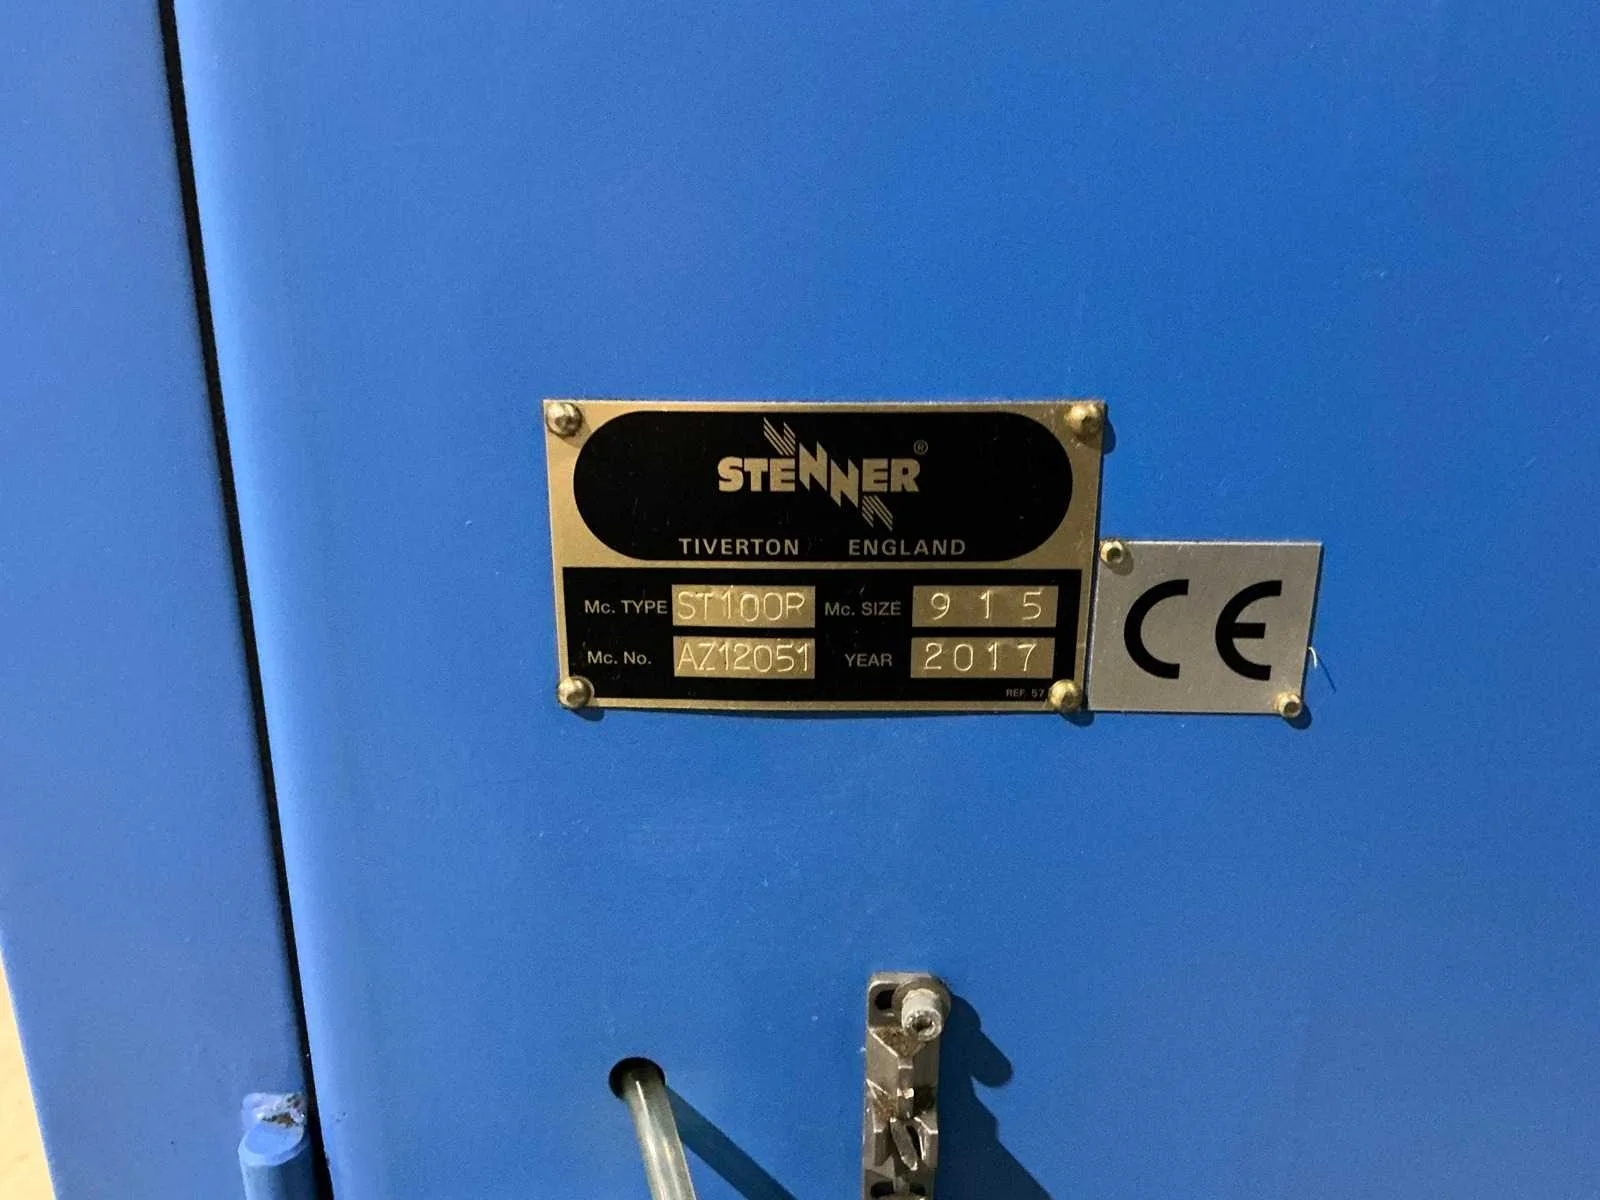 STENNER®
TIVERTON ENGLAND
Mc. TYPE ST100R Mc. SIZE 915
Mc. No. AZ12051 YEAR 2017
REF. 57
CE